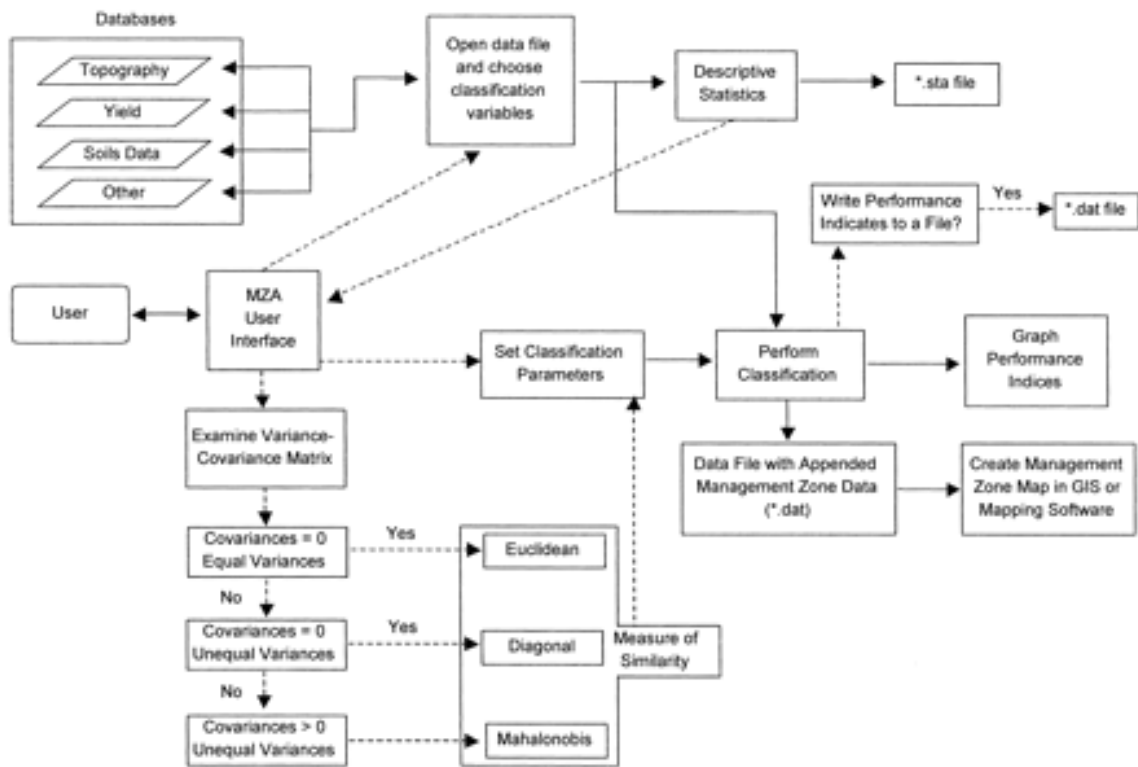 Databases
Topography
Yield
Soils Data
Other
Open data file
and choose
classification
variables
Descriptive
Statistics
*.sta file
Write Performance
Indicates to a File?
Yes
*.dat file
User
MZA
User
Interface
Set Classification
Parameters
Perform
Classification
Graph
Performance
Indices
Examine Variance-
Covariance Matrix
Data File with Appended
Management Zone Data
(*.dat)
Create Management
Zone Map in GIS or
Mapping Software
Covariances = 0
Equal Variances
Yes
Euclidean
No
Covariances = 0
Unequal Variances
Yes
Diagonal
Measure of
Similarity
No
Covariances > 0
Unequal Variances
Mahalonobis